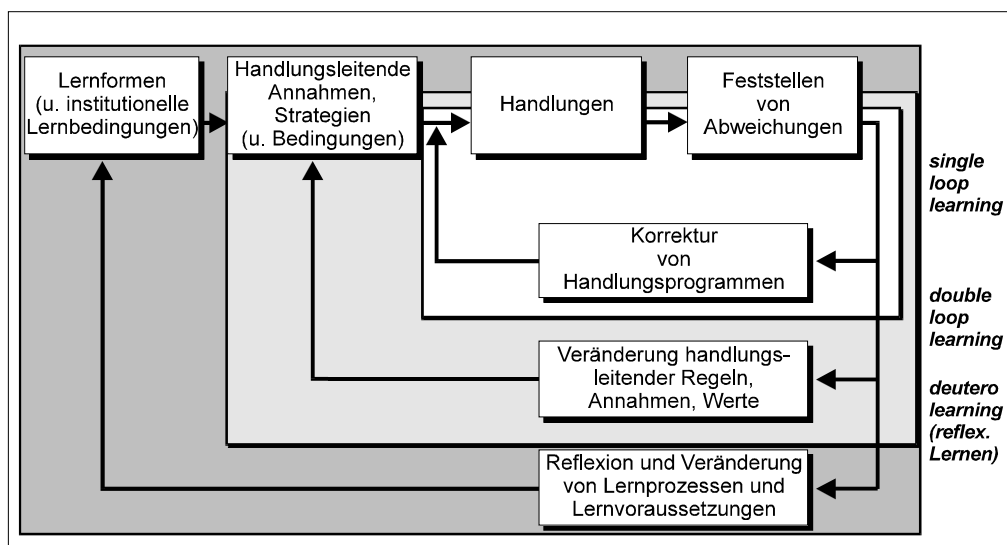 Lernformen
(u. institutionelle
Lernbedingungen)
Handlungsleitende
Annahmen,
Strategien
(u. Bedingungen)
Handlungen
Feststellen
von
Abweichungen
single
loop
learning
Korrektur
von
Handlungsprogrammen
double
loop
learning
Veränderung handlungs-
leitender Regeln,
Annahmen, Werte
deutero
learning
(reflex.
Lernen)
Reflexion und Veränderung
von Lernprozessen und
Lernvoraussetzungen